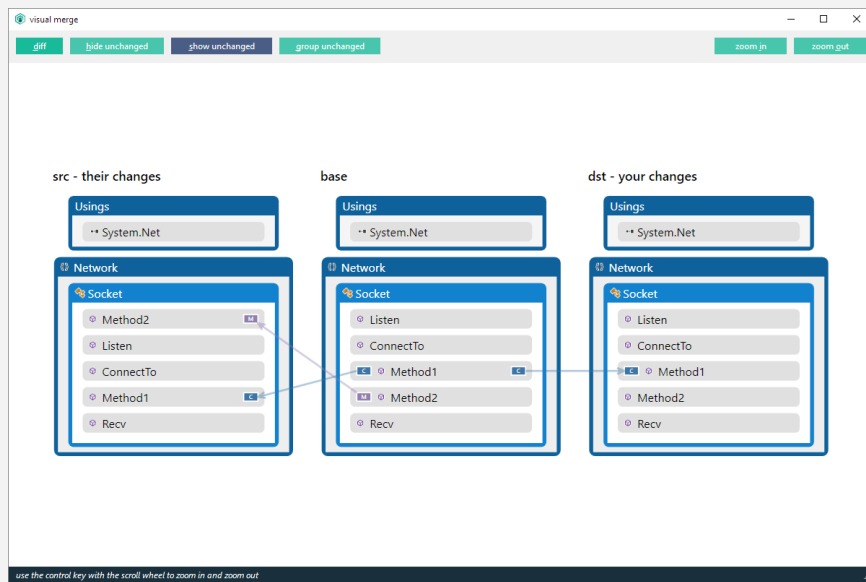 visual merge
diff hide unchanged show unchanged group unchanged zoom in zoom out
src - their changes
Usings
System.Net
Network
Socket
Method2 M
Listen
ConnectTo
Method1 C
Recv
base
Usings
System.Net
Network
Socket
Listen
ConnectTo
C Method1 C
M Method2
Recv
dst - your changes
Usings
System.Net
Network
Socket
Listen
ConnectTo
C Method1
Method2
Recv
use the control key with the scroll wheel to zoom in and zoom out